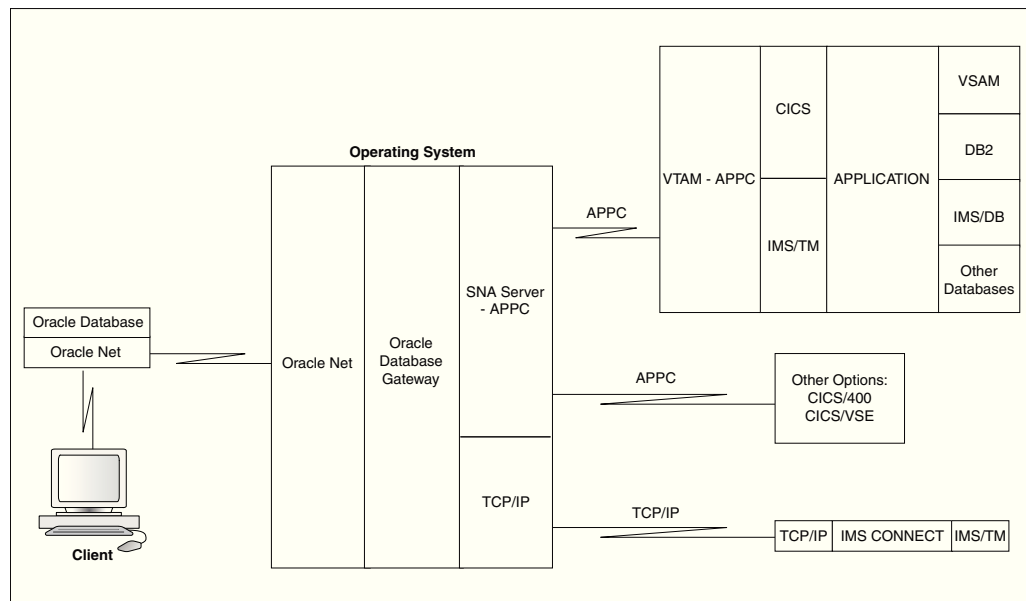 Operating System
Oracle Database
Oracle Net
Client
Oracle Net
Oracle
Database
Gateway
SNA Server
- APPC
TCP/IP
APPC
VTAM - APPC
CICS
IMS/TM
APPLICATION
VSAM
DB2
IMS/DB
Other
Databases
APPC
Other Options:
CICS/400
CICS/VSE
TCP/IP
TCP/IP
IMS CONNECT
IMS/TM